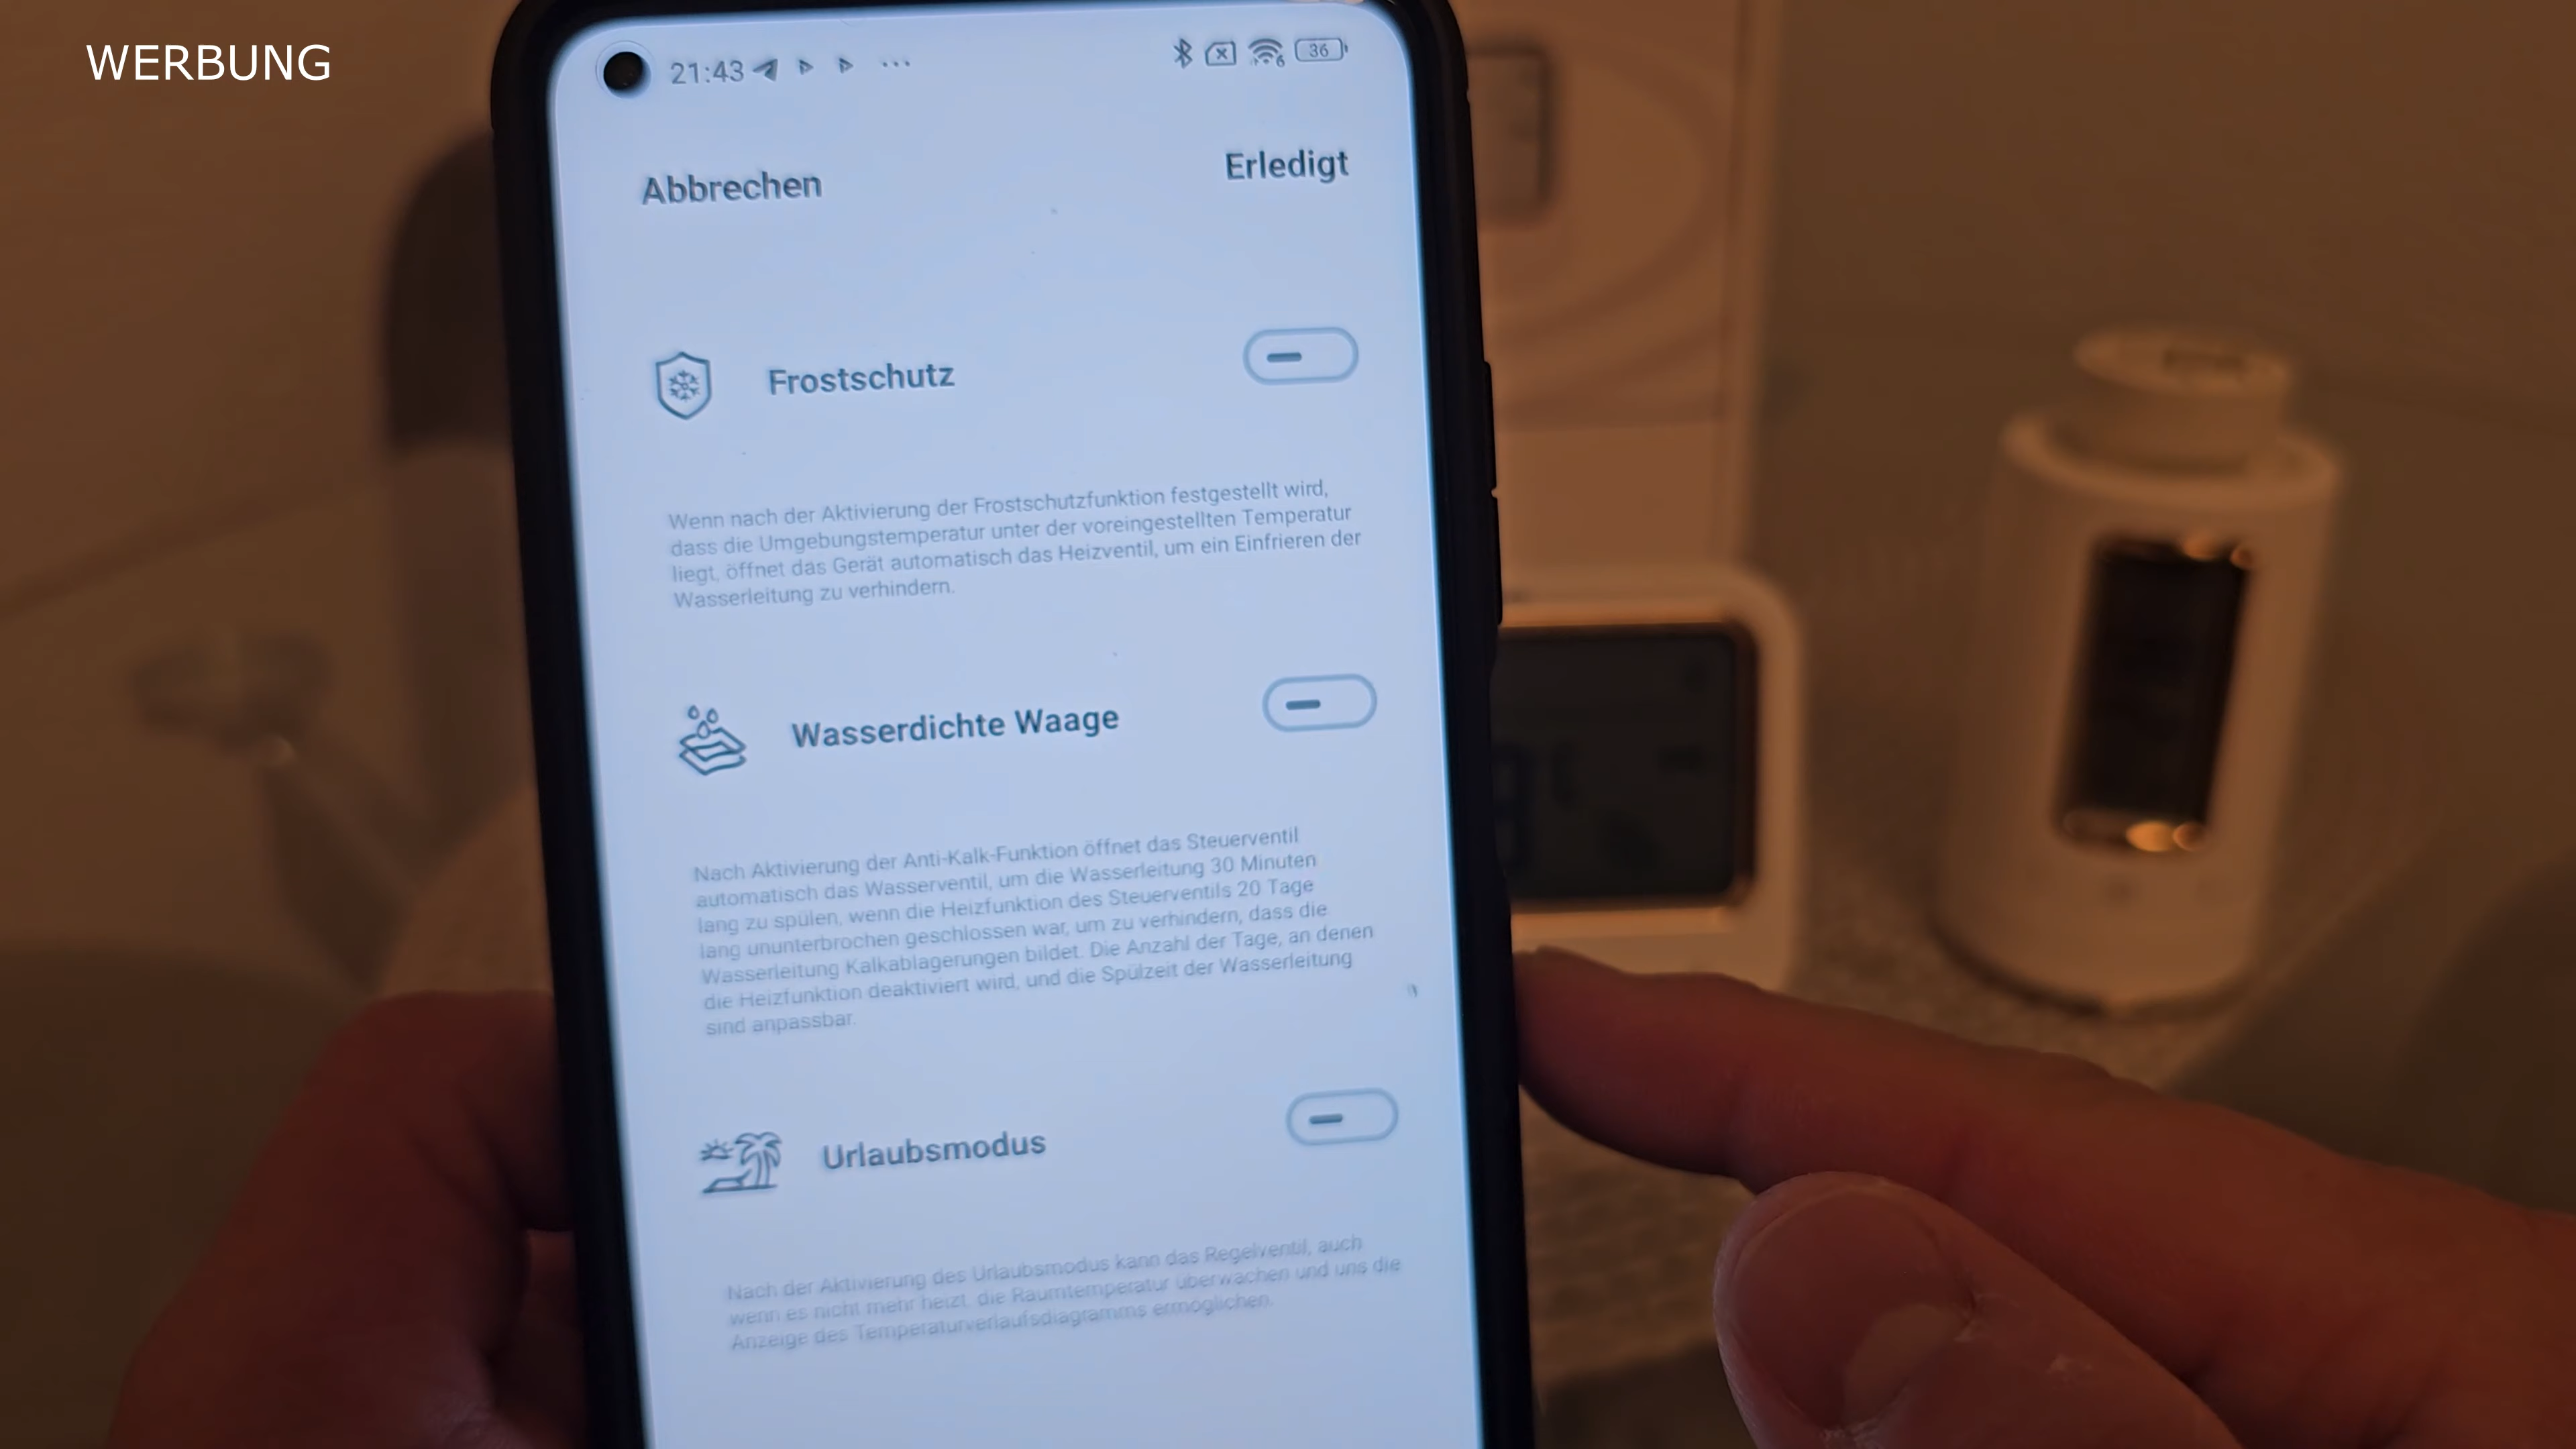 WERBUNG
21:43
36
Abbrechen
Erledigt
Frostschutz
Wenn nach der Aktivierung der Frostschutzfunktion festgestellt wird,
dass die Umgebungstemperatur unter der voreingestellten Temperatur
liegt, öffnet das Gerät automatisch das Heizventil, um ein Einfrieren der
Wasserleitung zu verhindern.
Wasserdichte Waage
Nach Aktivierung der Anti-Kalk-Funktion öffnet das Steuerventil
automatisch das Wasserventil, um die Wasserleitung 30 Minuten
lang zu spülen, wenn die Heizfunktion des Steuerventils 20 Tage
lang ununterbrochen geschlossen war, um zu verhindern, dass die
Wasserleitung Kalkablagerungen bildet. Die Anzahl der Tage, an denen
die Heizfunktion deaktiviert wird, und die Spülzeit der Wasserleitung
sind anpassbar.
Urlaubsmodus
Nach der Aktivierung des Urlaubsmodus kann das Regelventil, auch
wenn es nicht mehr heizt, die Raumtemperatur überwachen und uns die
Anzeige des Temperaturverlaufsdiagramms ermöglichen.